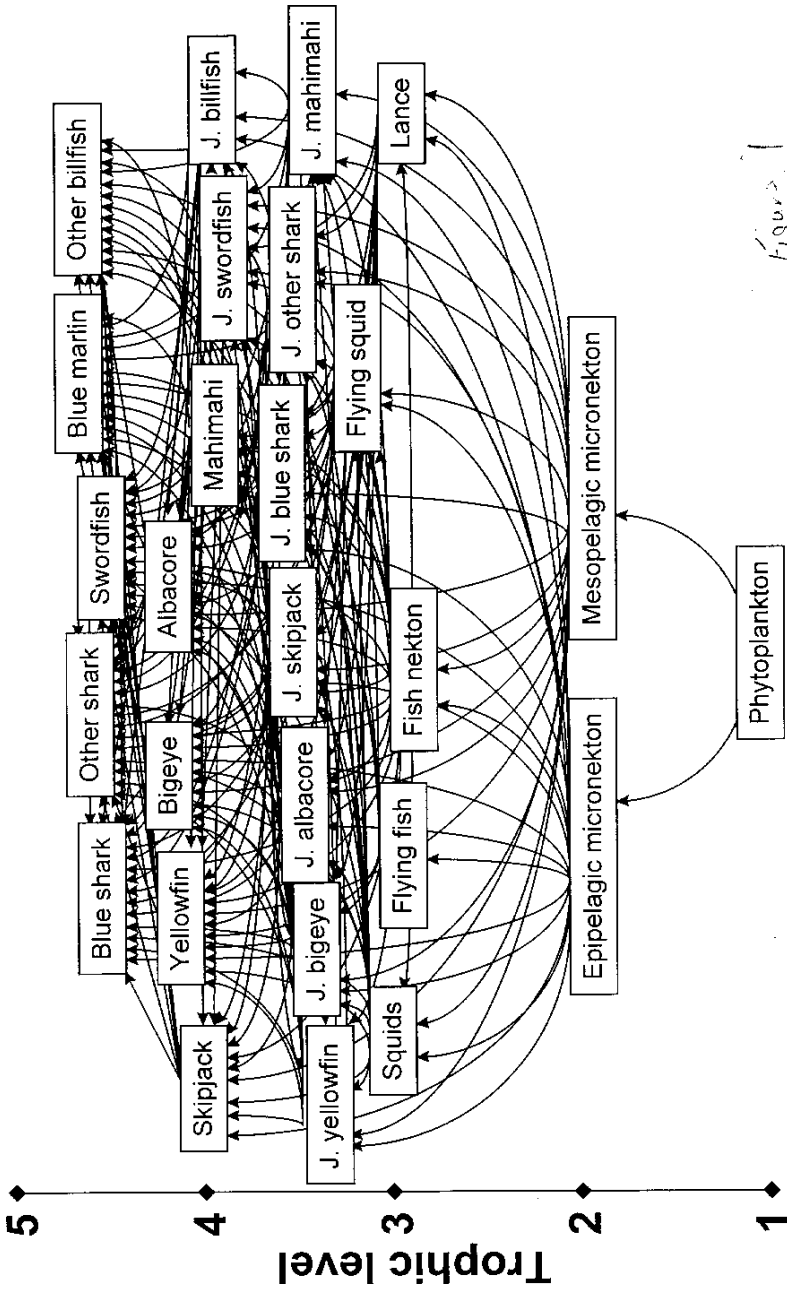 Trophic level
5
4
3
2
1
Blue shark
Other shark
Swordfish
Blue marlin
Other billfish
Skipjack
Yellowfin
Bigeye
Albacore
Mahimahi
J. swordfish
J. billfish
J. yellowfin
J. bigeye
J. albacore
J. skipjack
J. blue shark
J. other shark
J. mahimahi
Squids
Flying fish
Fish nekton
Flying squid
Lance
Epipelagic micronekton
Mesopelagic micronekton
Phytoplankton
Figure 1